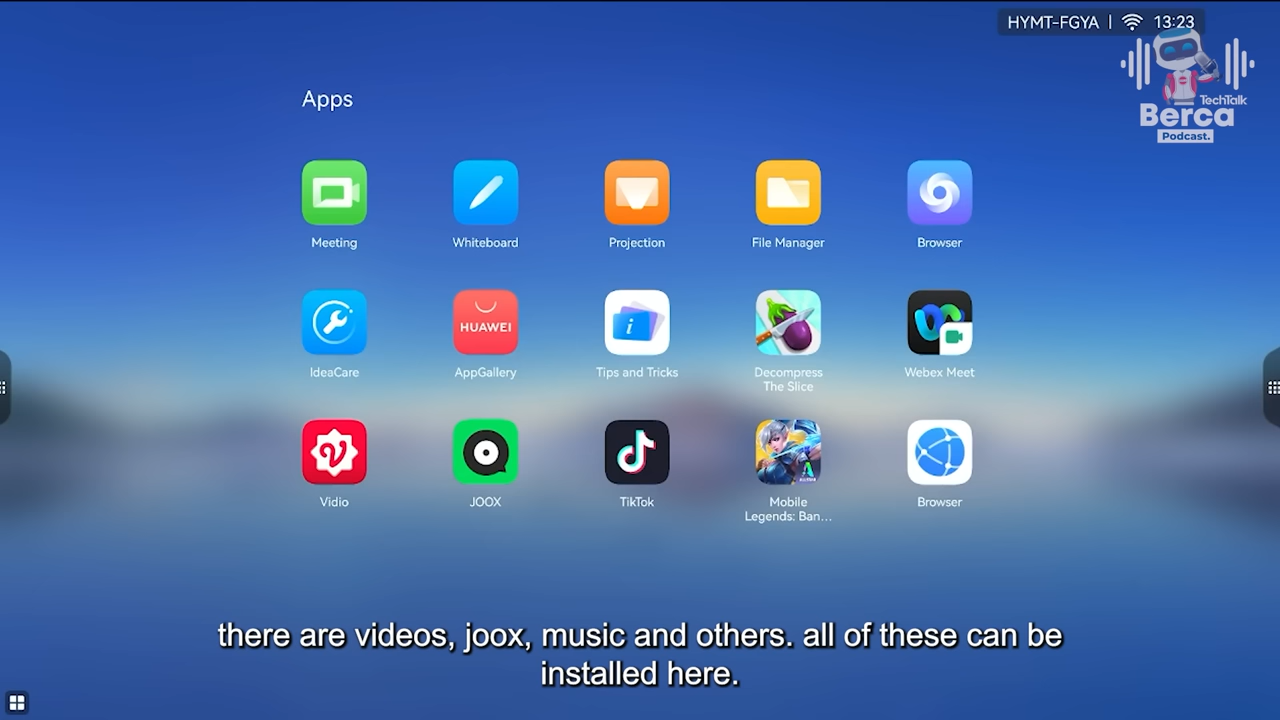 HYMT-FGYA | 13:23
TechTalk
Berca
Podcast.
Apps
Meeting
Whiteboard
Projection
File Manager
Browser
HUAWEI
IdeaCare
AppGallery
Tips and Tricks
Decompress
The Slice
Webex Meet
Vidio
JOOX
TikTok
Mobile
Legends: Ban...
Browser
there are videos, joox, music and others. all of these can be
installed here.